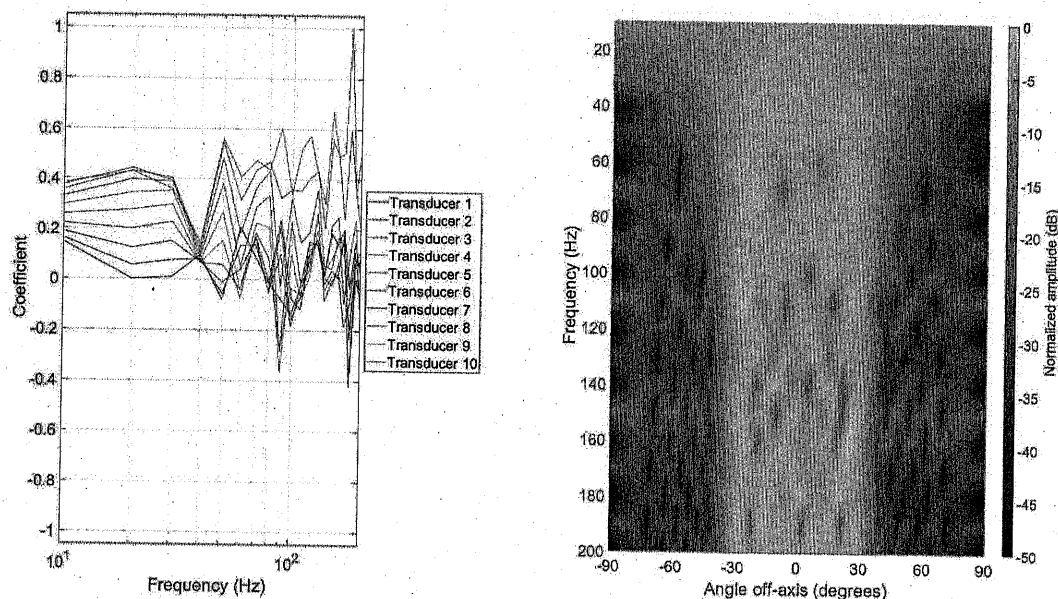 1
0.8
0.6
0.4
0.2
0
-0.2
-0.4
-0.6
-0.8
-1
Coefficient
10¹
10²
Frequency (Hz)
Transducer 1
Transducer 2
Transducer 3
Transducer 4
Transducer 5
Transducer 6
Transducer 7
Transducer 8
Transducer 9
Transducer 10
20
40
60
80
100
120
140
160
180
200
Frequency (Hz)
-90
-60
-30
0
30
60
90
Angle off-axis (degrees)
0
-5
-10
-15
-20
-25
-30
-35
-40
-45
-50
Normalized amplitude (dB)